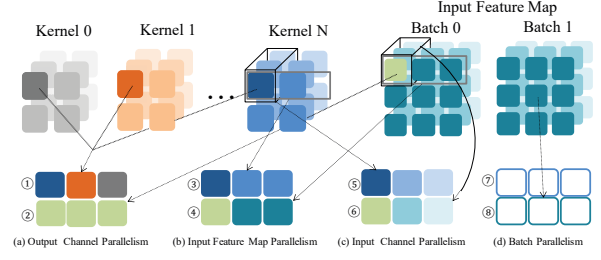 Input Feature Map
Kernel 0 Kernel 1 Kernel N Batch 0 Batch 1
① ③ ⑤ ⑦
② ④ ⑥ ⑧
(a) Output Channel Parallelism (b) Input Feature Map Parallelism (c) Input Channel Parallelism (d) Batch Parallelism